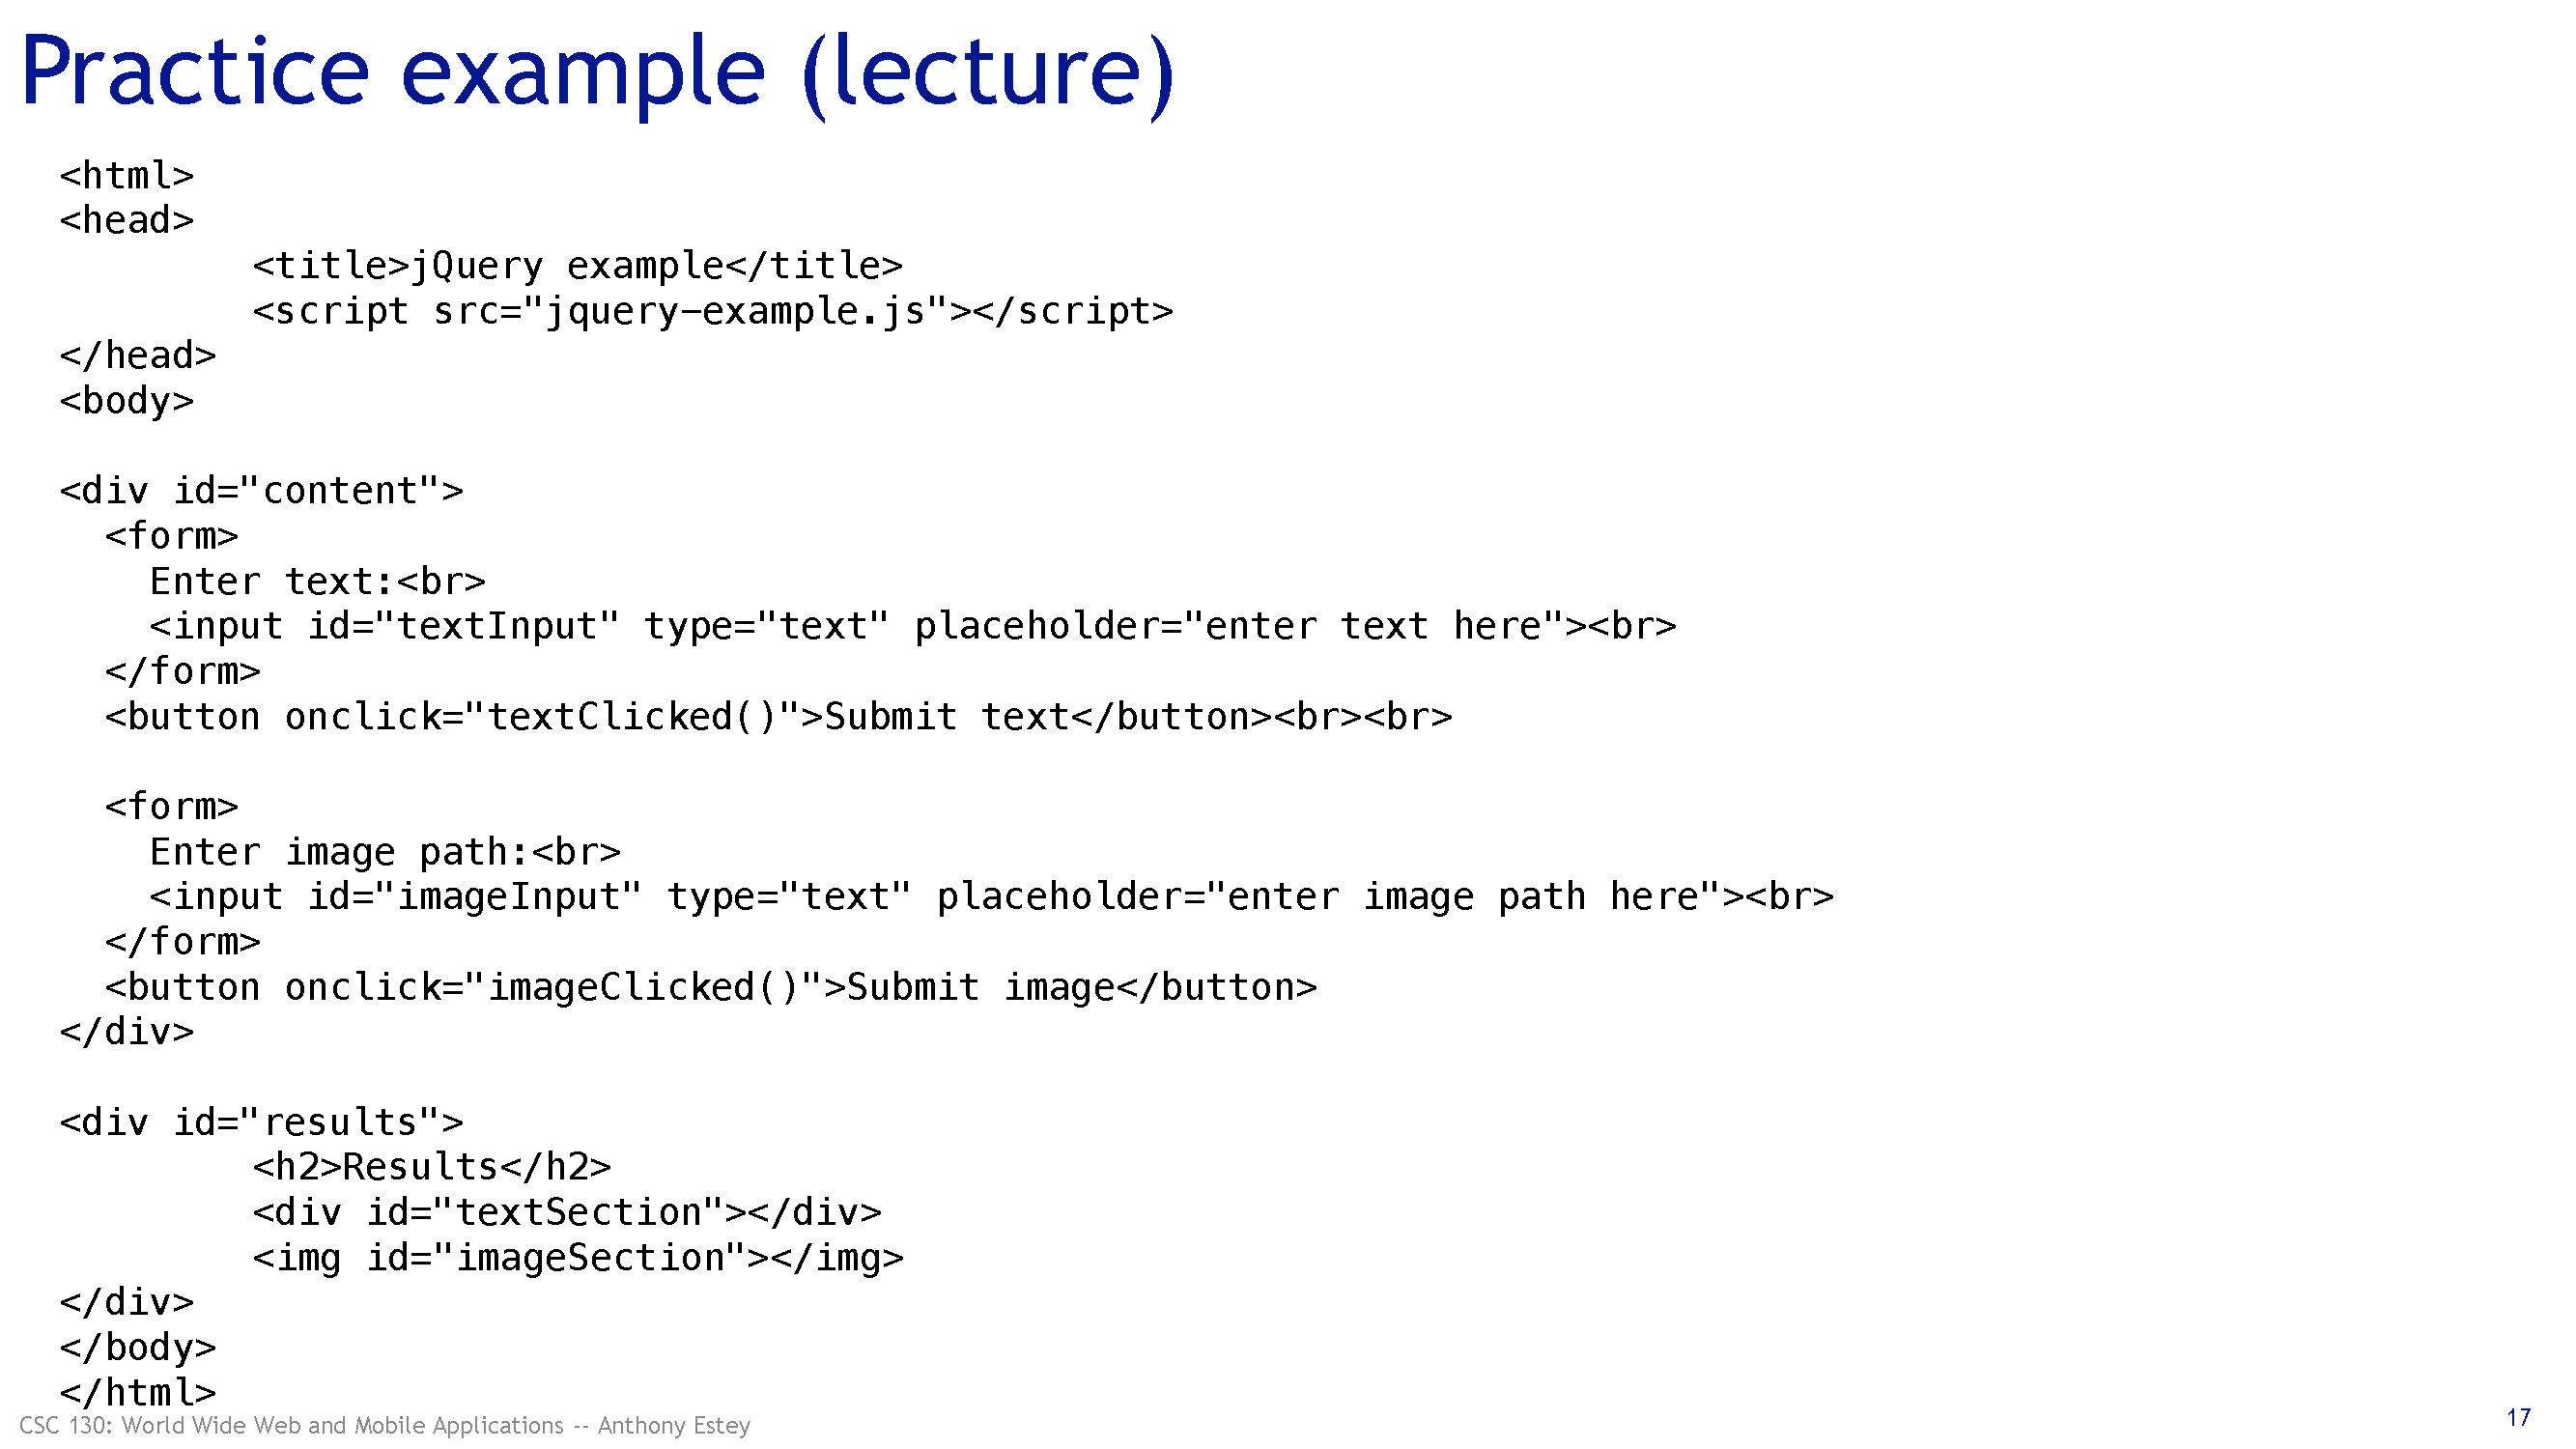 Practice example (lecture)
<html>
<head>
<title>jQuery example</title>
<script src="jquery-example.js"></script>
</head>
<body>
<div id="content">
<form>
Enter text:<br>
<input id="textInput" type="text" placeholder="enter text here"><br>
</form>
<button onclick="textClicked()">Submit text</button><br><br>
<form>
Enter image path:<br>
<input id="imageInput" type="text" placeholder="enter image path here"><br>
</form>
<button onclick="imageClicked()">Submit image</button>
</div>
<div id="results">
<h2>Results</h2>
<div id="textSection"></div>
<img id="imageSection"></img>
</div>
</body>
</html>
CSC 130: World Wide Web and Mobile Applications -- Anthony Estey
17